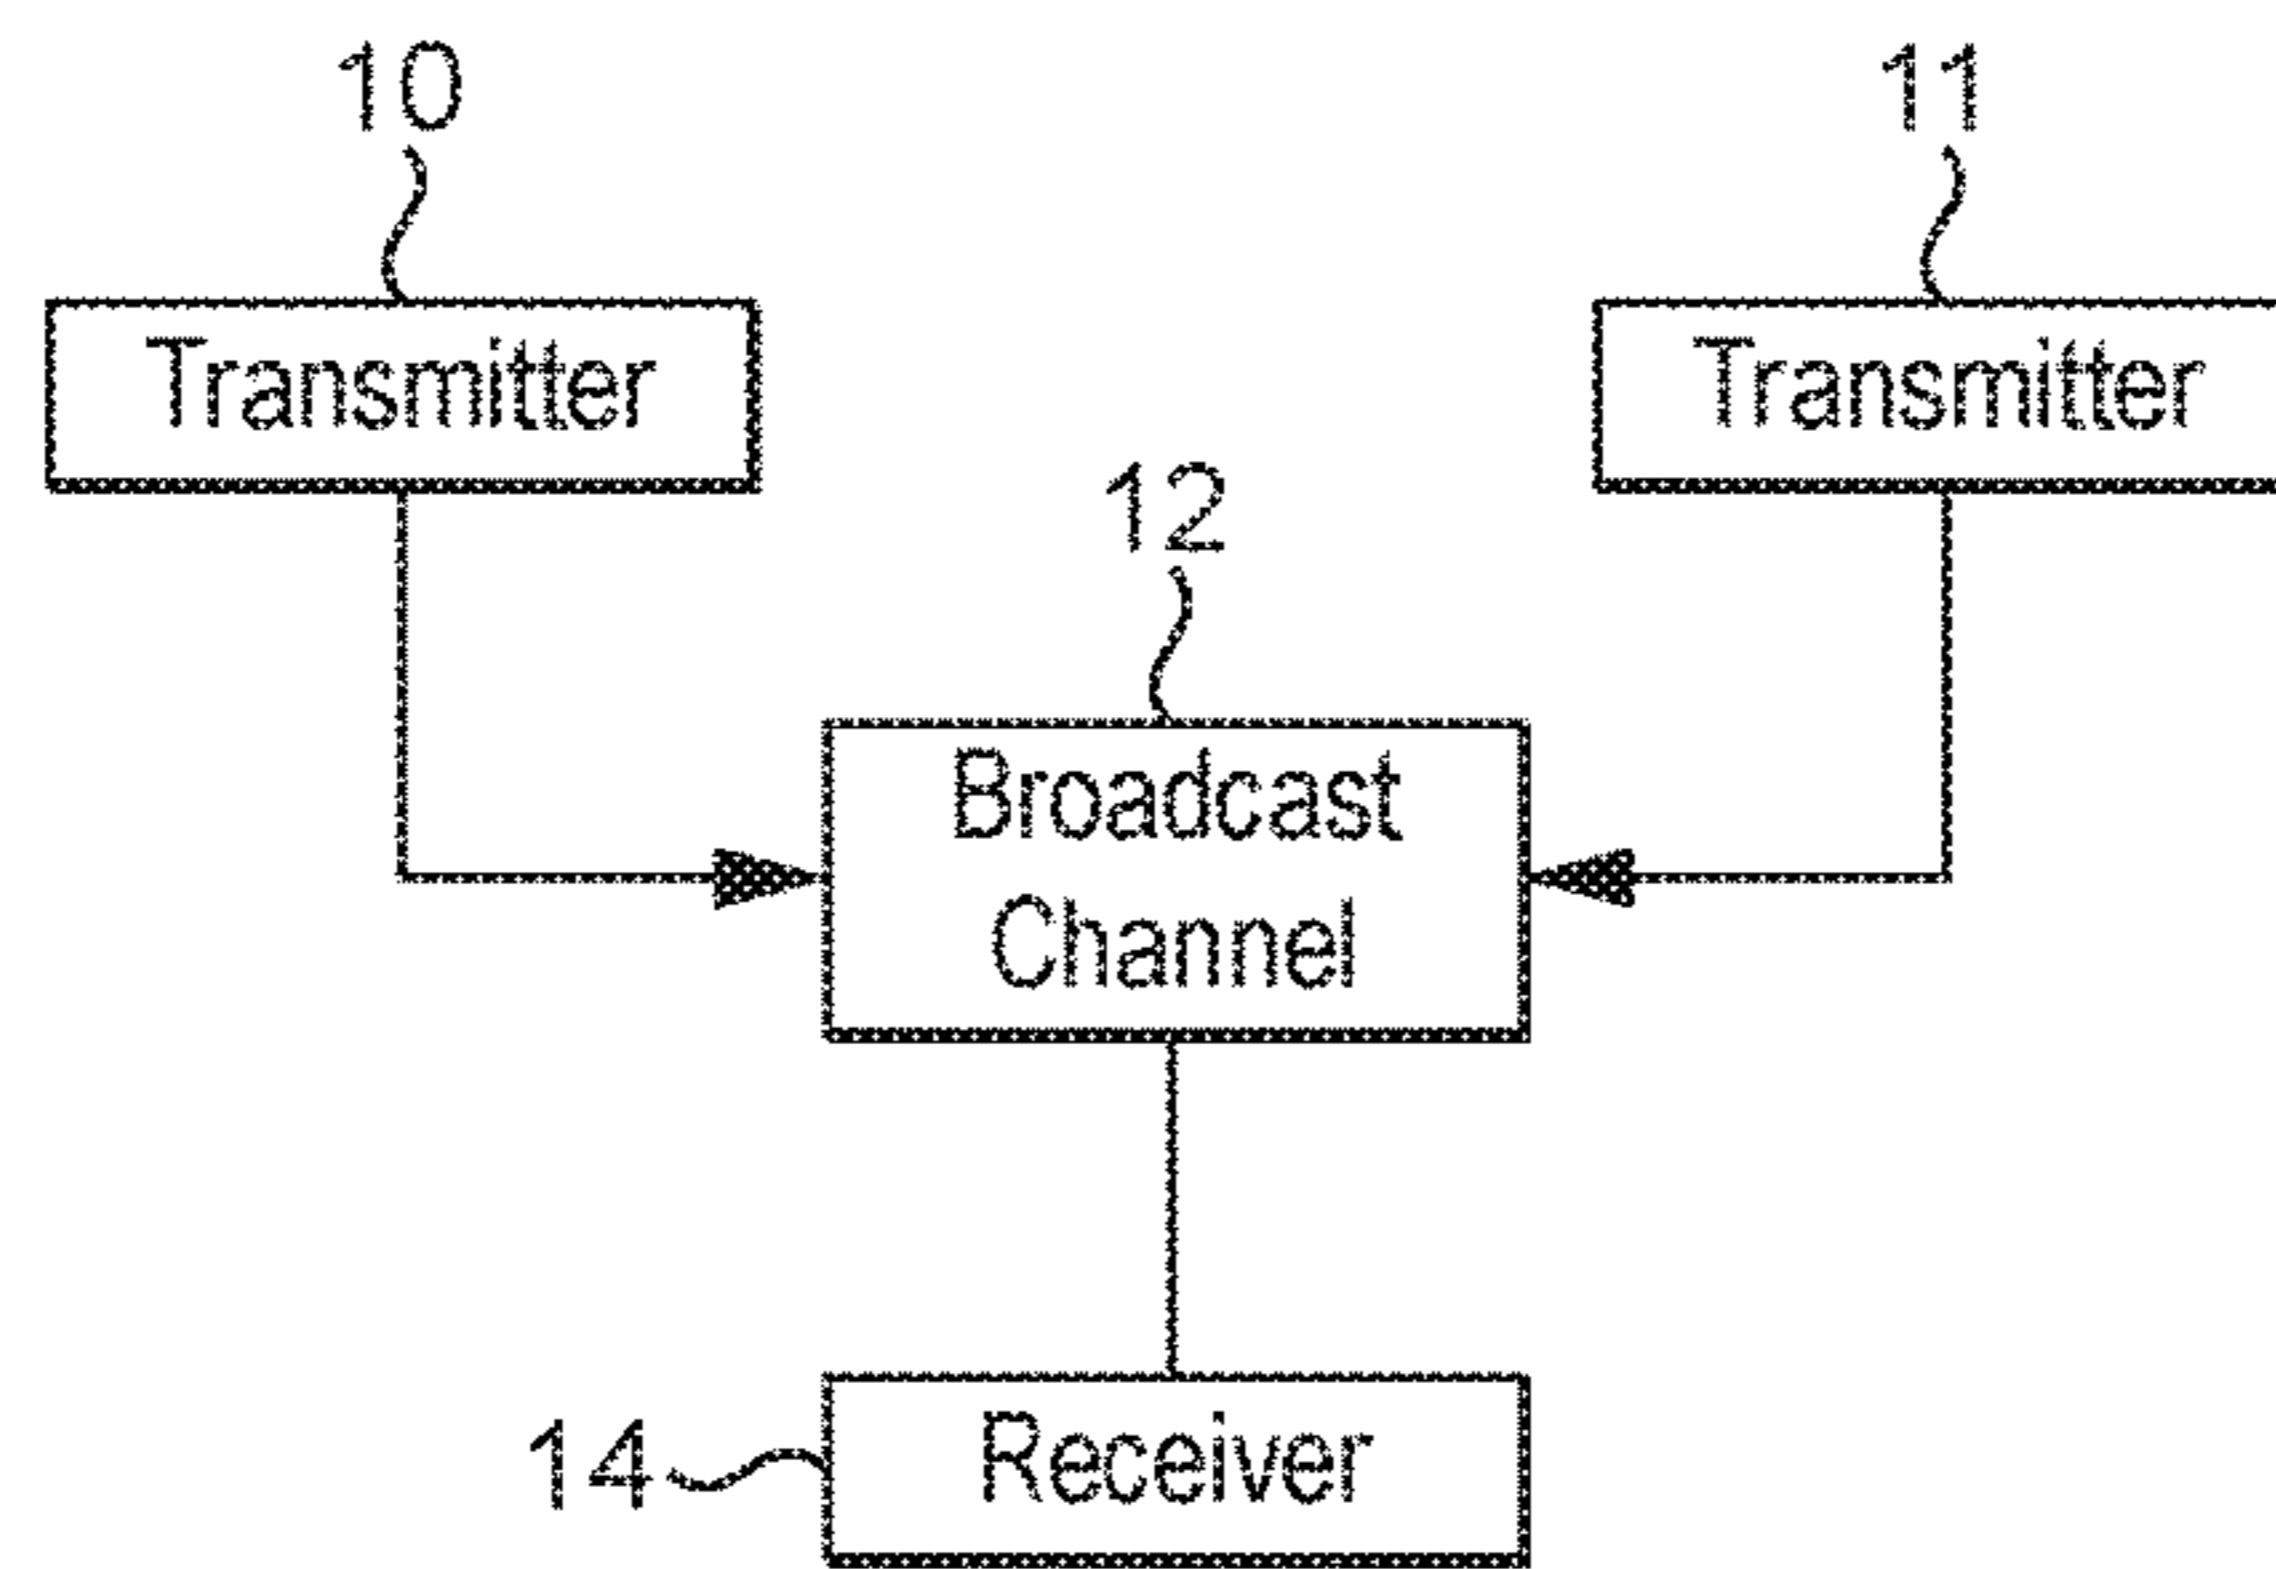 10
11
Transmitter
Transmitter
12
Broadcast
Channel
14
Receiver